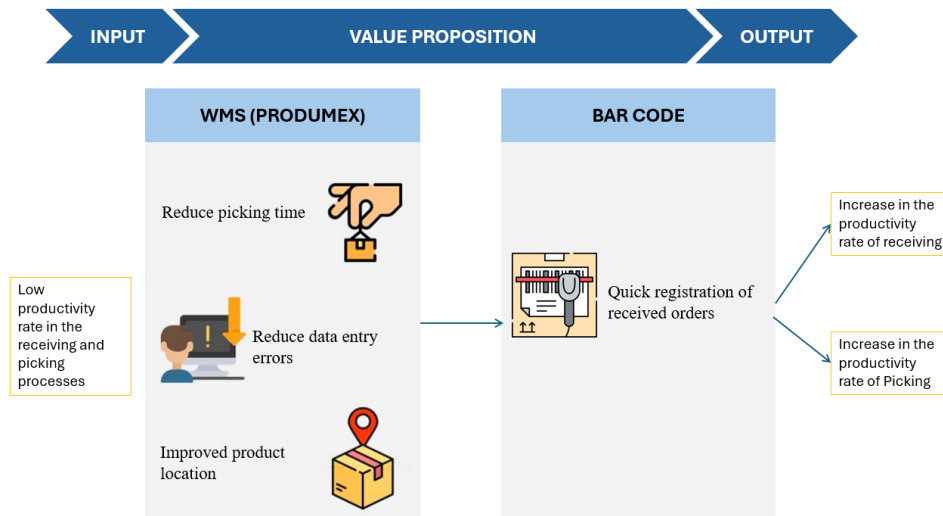 INPUT
VALUE PROPOSITION
OUTPUT
WMS (PRODUMEX)
BAR CODE
Low
productivity
rate in the
receiving and
picking
processes
Reduce picking time
Reduce data entry
errors
Improved product
location
Quick registration of
received orders
Increase in the
productivity
rate of receiving
Increase in the
productivity
rate of Picking